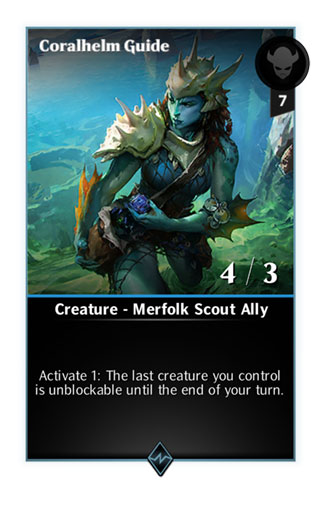 Coralhelm Guide
7
4 / 3
Creature - Merfolk Scout Ally
Activate 1: The last creature you control
is unblockable until the end of your turn.